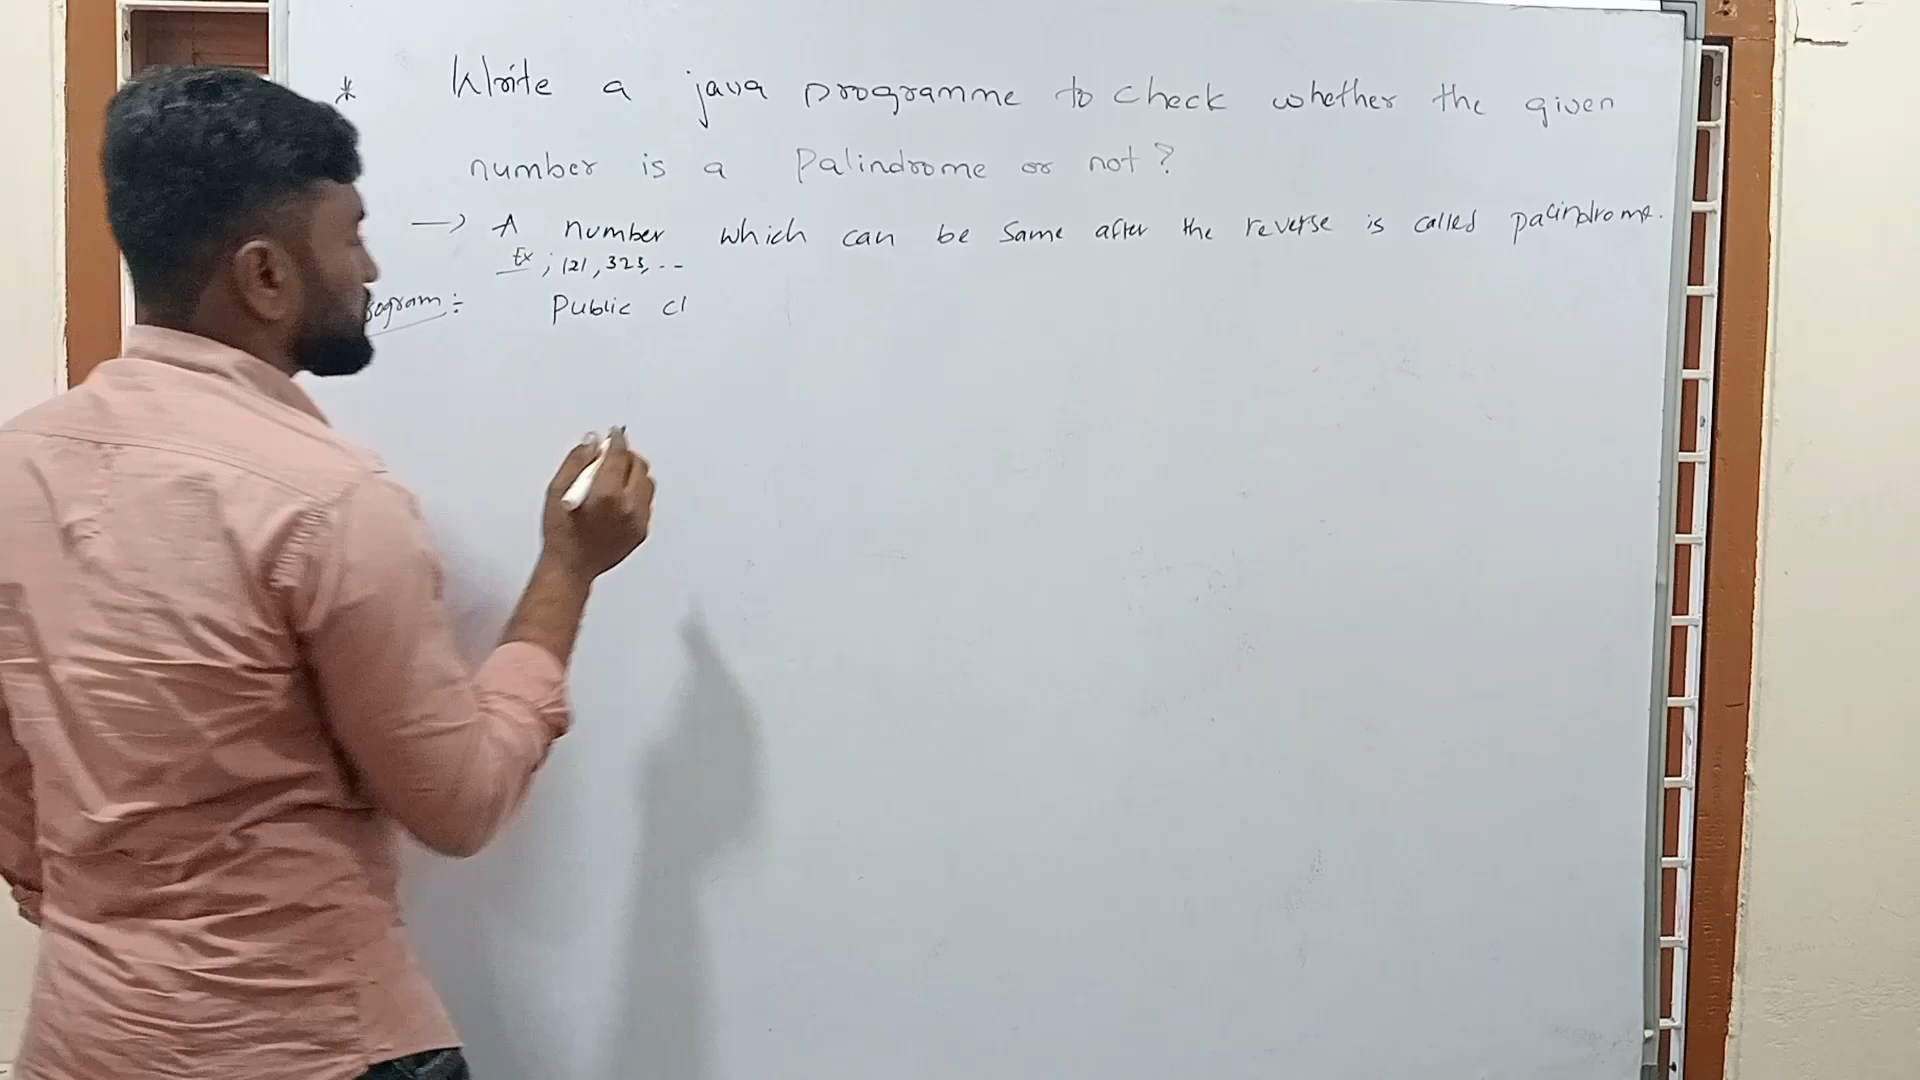 * Write a java programme to check whether the given
number is a Palindrome or not?
→ A number which can be same after the reverse is called palindrome.
Ex ; 121, 323, --
rogram :- Public cl